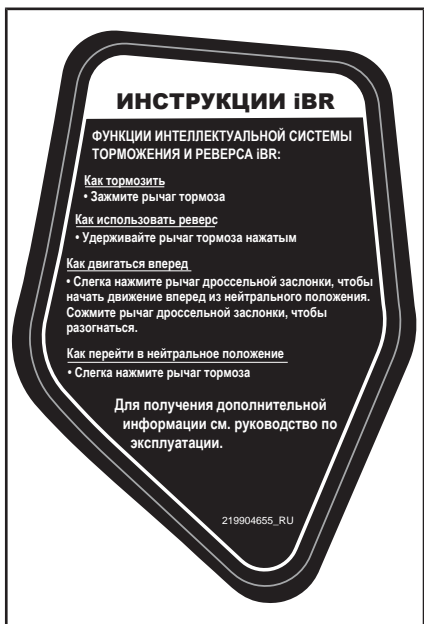 ИНСТРУКЦИИ iBR
ФУНКЦИИ ИНТЕЛЛЕКТУАЛЬНОЙ СИСТЕМЫ
ТОРМОЖЕНИЯ И РЕВЕРСА iBR:
Как тормозить
• Зажмите рычаг тормоза
Как использовать реверс
• Удерживайте рычаг тормоза нажатым
Как двигаться вперед
• Слегка нажмите рычаг дроссельной заслонки, чтобы
начать движение вперед из нейтрального положения.
Сожмите рычаг дроссельной заслонки, чтобы
разогнаться.
Как перейти в нейтральное положение
• Слегка нажмите рычаг тормоза
Для получения дополнительной
информации см. руководство по
эксплуатации.
219904655_RU